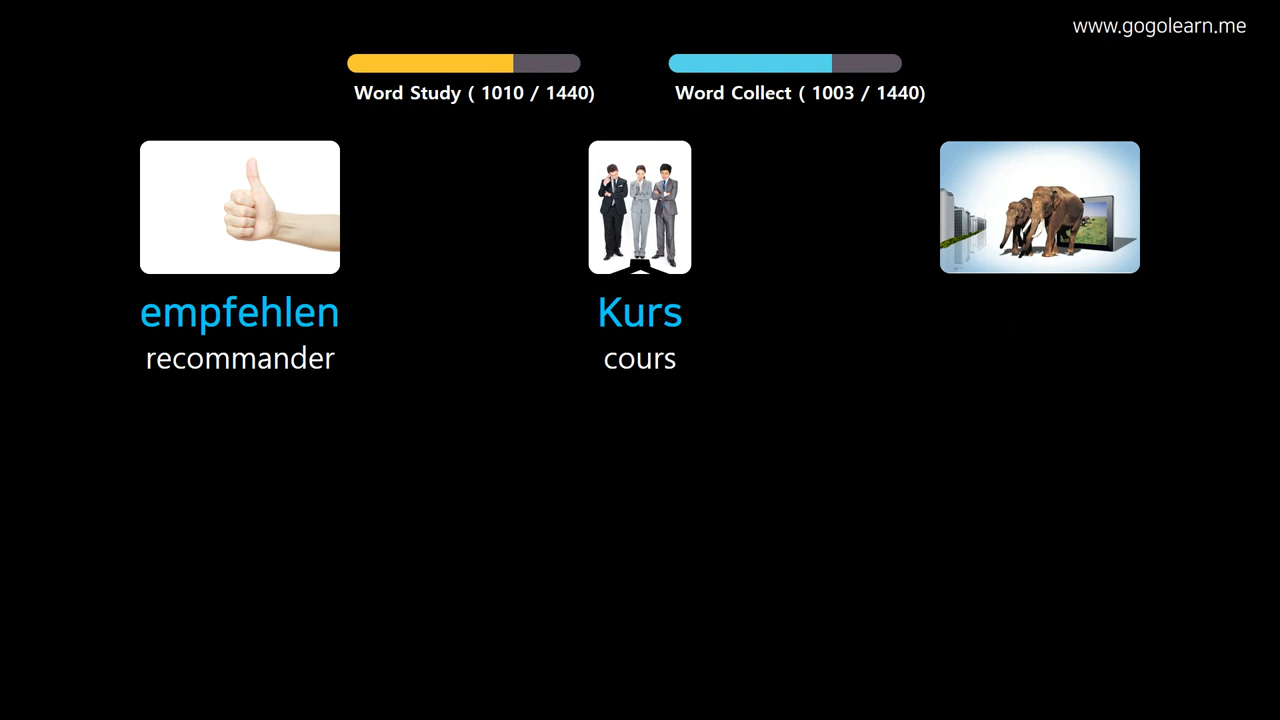 www.gogolearn.me
Word Study ( 1010 / 1440)
Word Collect ( 1003 / 1440)
empfehlen
recommander
Kurs
cours